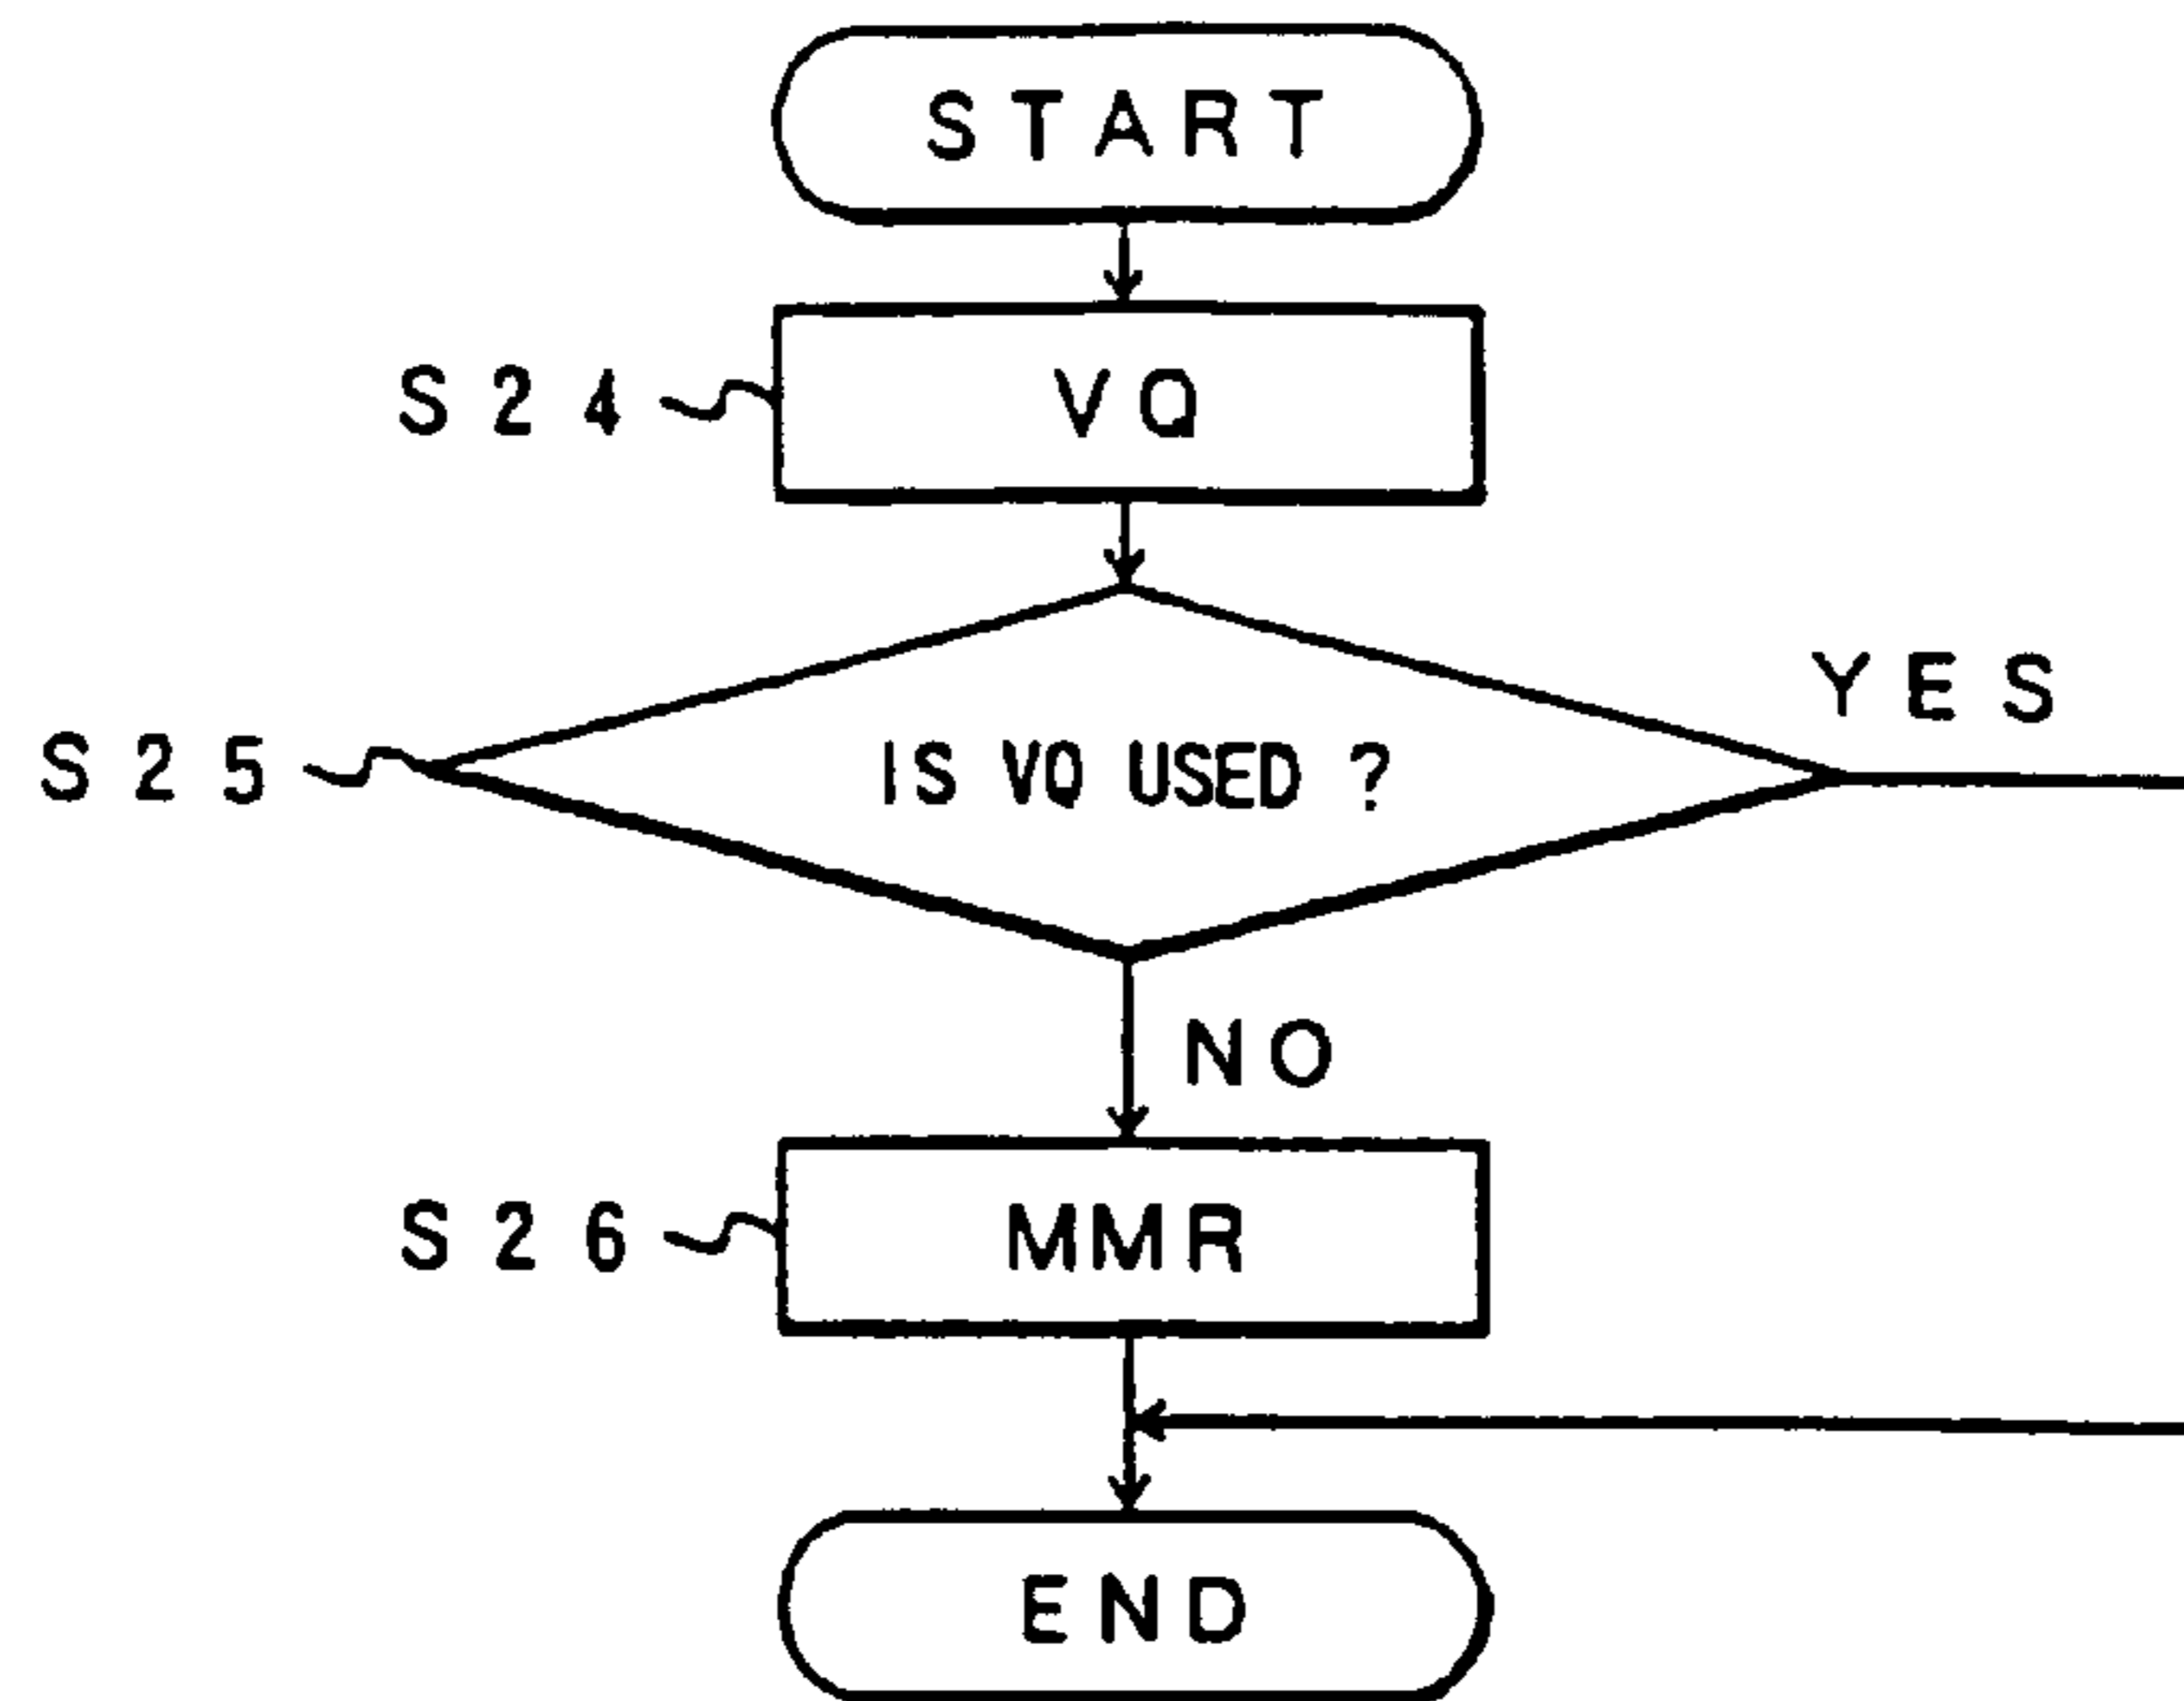 START
S24
VQ
YES
S25
IS VQ USED ?
NO
S26
MMR
END